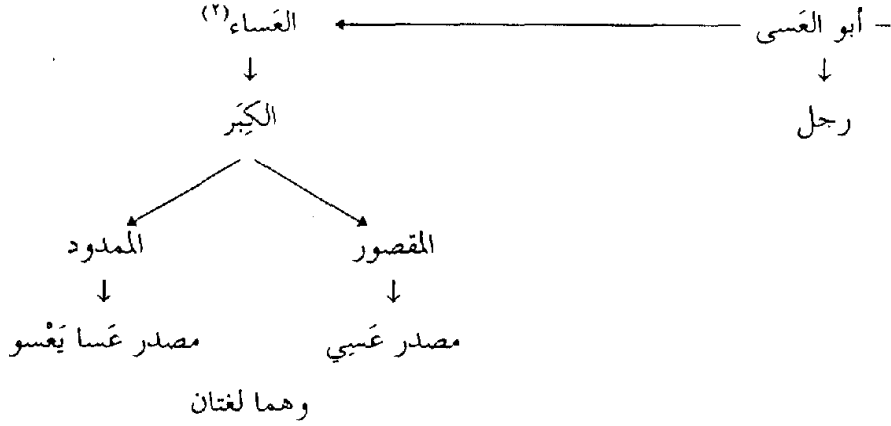 – أبو العَسى ← العَساء(٢)
↓ ↓
رجل الكِبَر
المقصور الممدود
↓ ↓
مصدر عَسِي مصدر عَسا يَعْسو
وهما لغتان